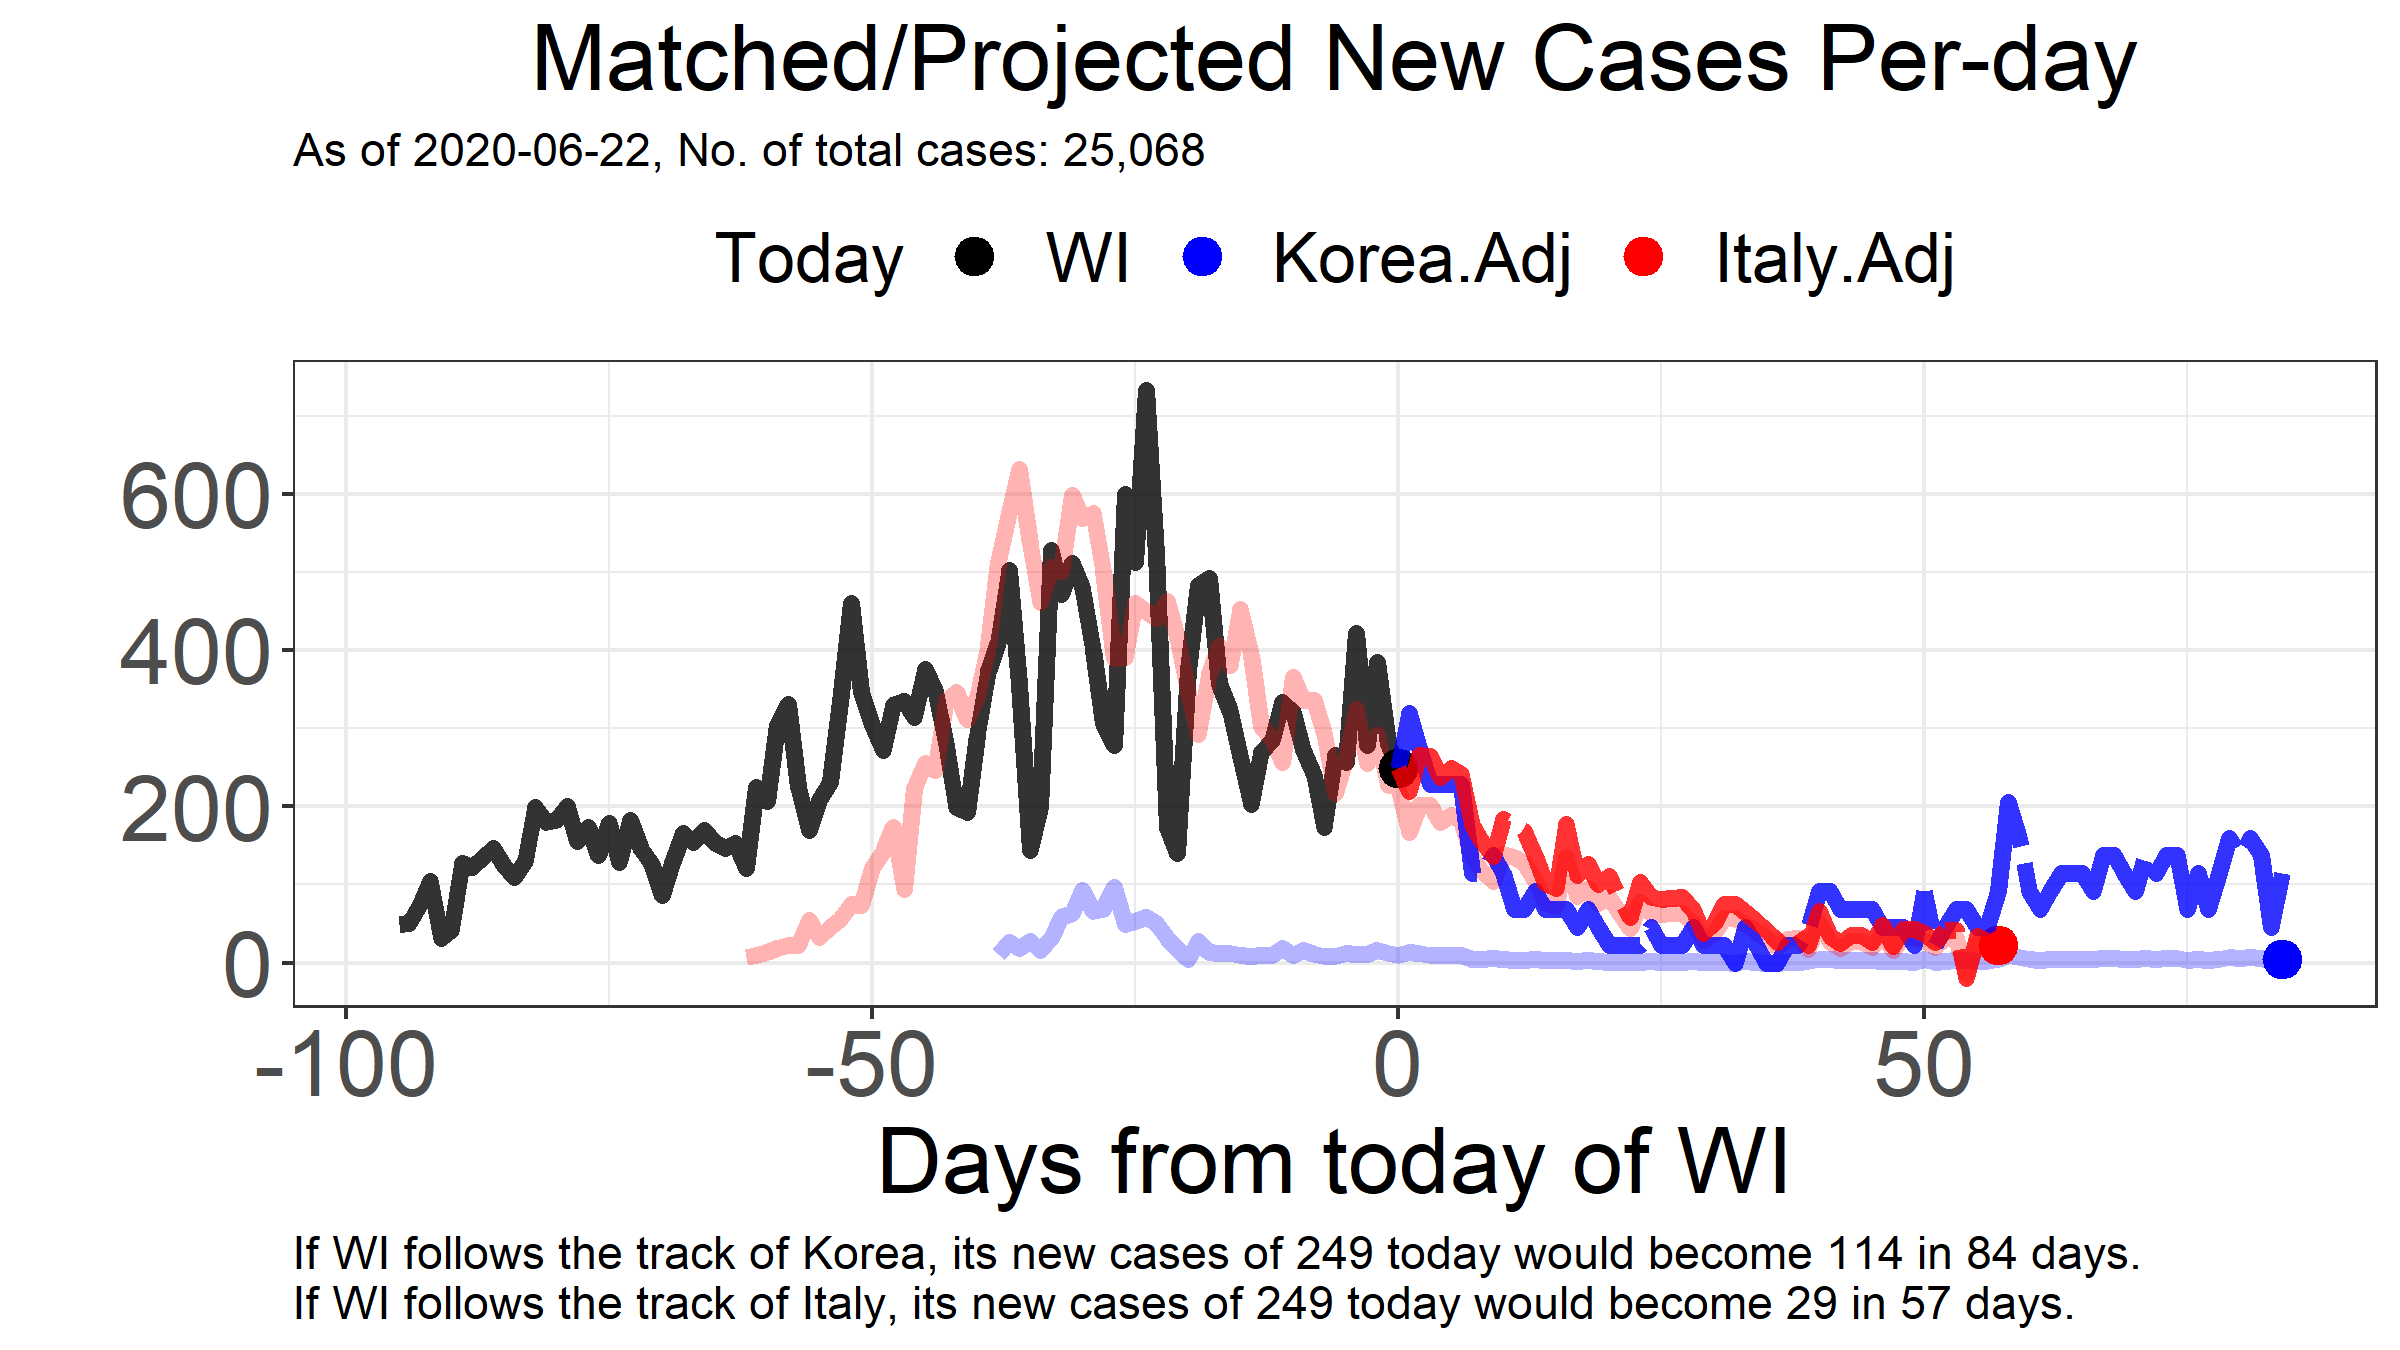 Matched/Projected New Cases Per-day
As of 2020-06-22, No. of total cases: 25,068
Today WI Korea.Adj Italy.Adj
600
400
200
0
-100 -50 0 50
Days from today of WI
If WI follows the track of Korea, its new cases of 249 today would become 114 in 84 days.
If WI follows the track of Italy, its new cases of 249 today would become 29 in 57 days.